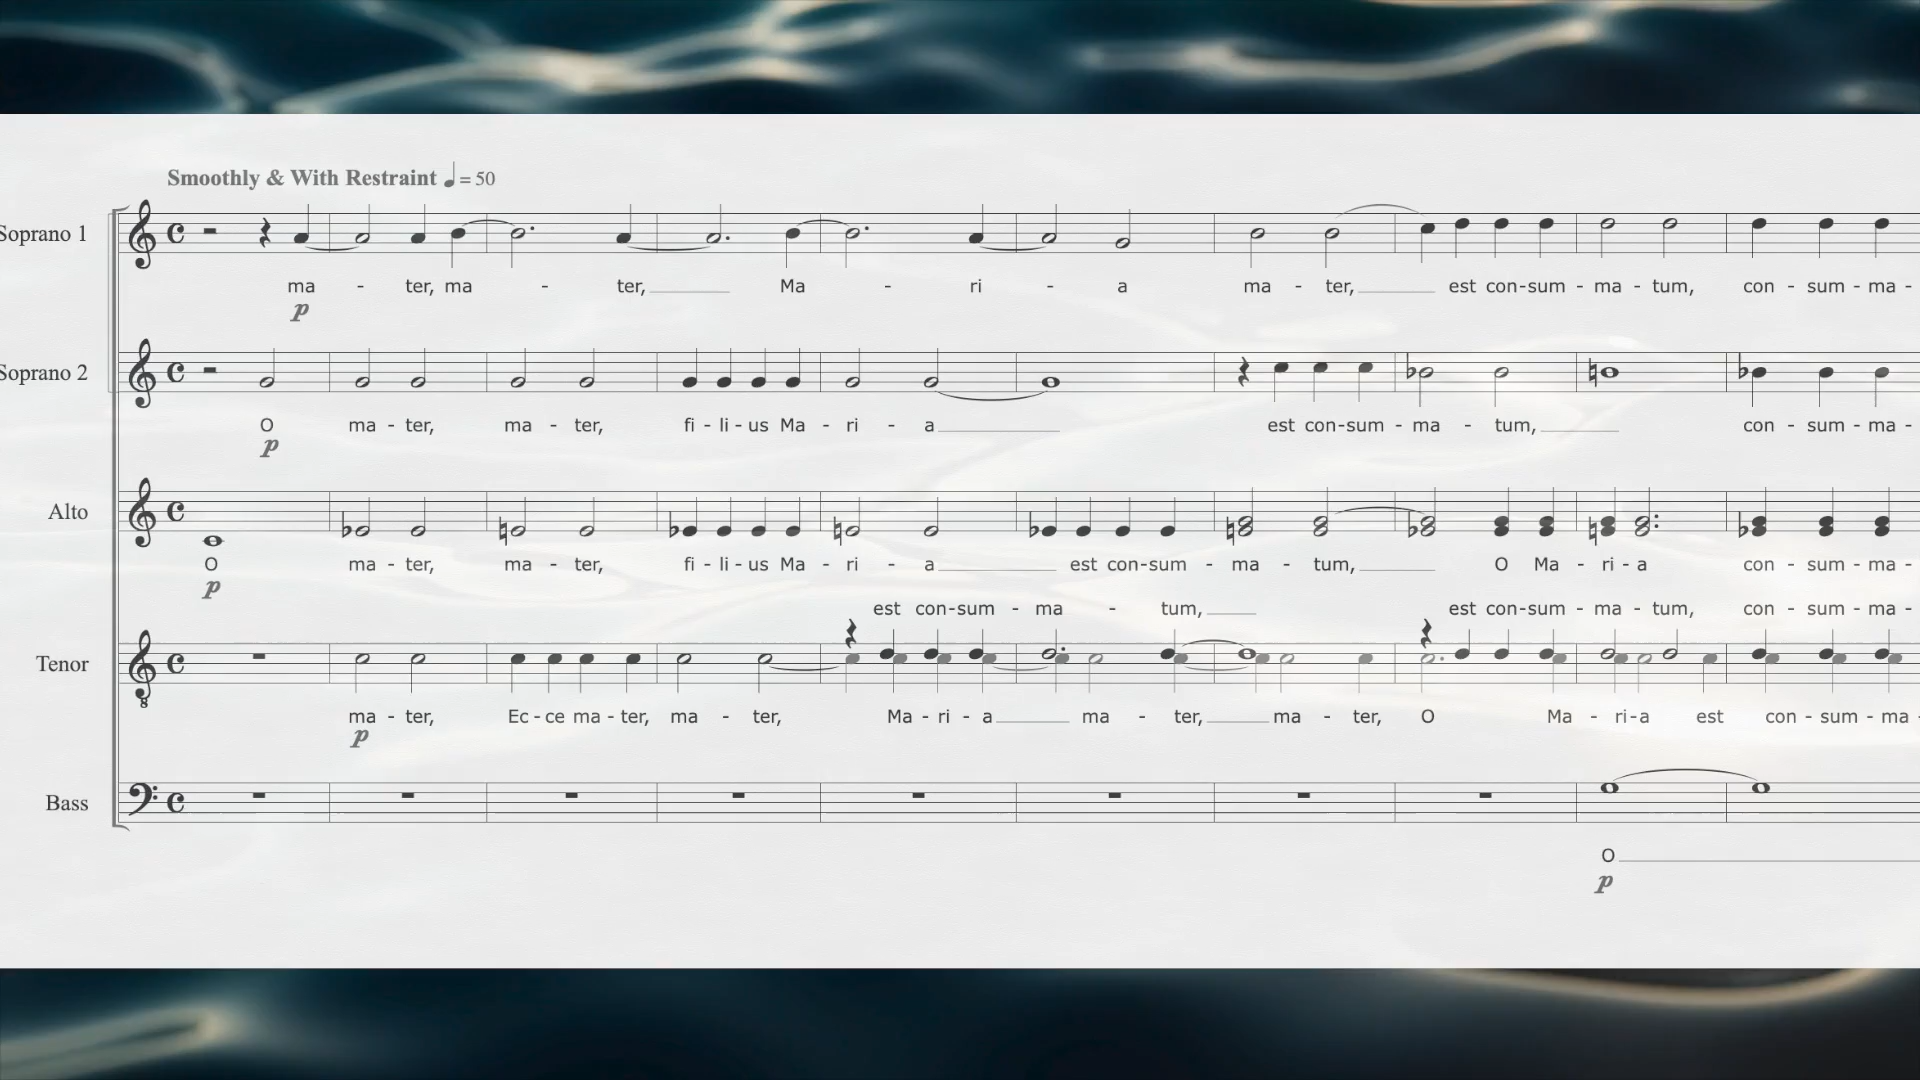 Smoothly & With Restraint ♩= 50
Soprano 1
ma - ter, ma - ter, Ma - ri - a ma - ter, est con-sum - ma - tum, con - sum - ma -
p
Soprano 2
O ma - ter, ma - ter, fi - li - us Ma - ri - a est con-sum - ma - tum, con - sum - ma -
p
Alto
O ma - ter, ma - ter, fi - li - us Ma - ri - a est con-sum - ma - tum, O Ma - ri - a con - sum - ma -
p
est con-sum - ma - tum, est con-sum - ma - tum, con - sum - ma -
Tenor
ma - ter, Ec - ce ma - ter, ma - ter, Ma - ri - a ma - ter, ma - ter, O Ma - ri - a est con - sum - ma -
p
Bass
O
p